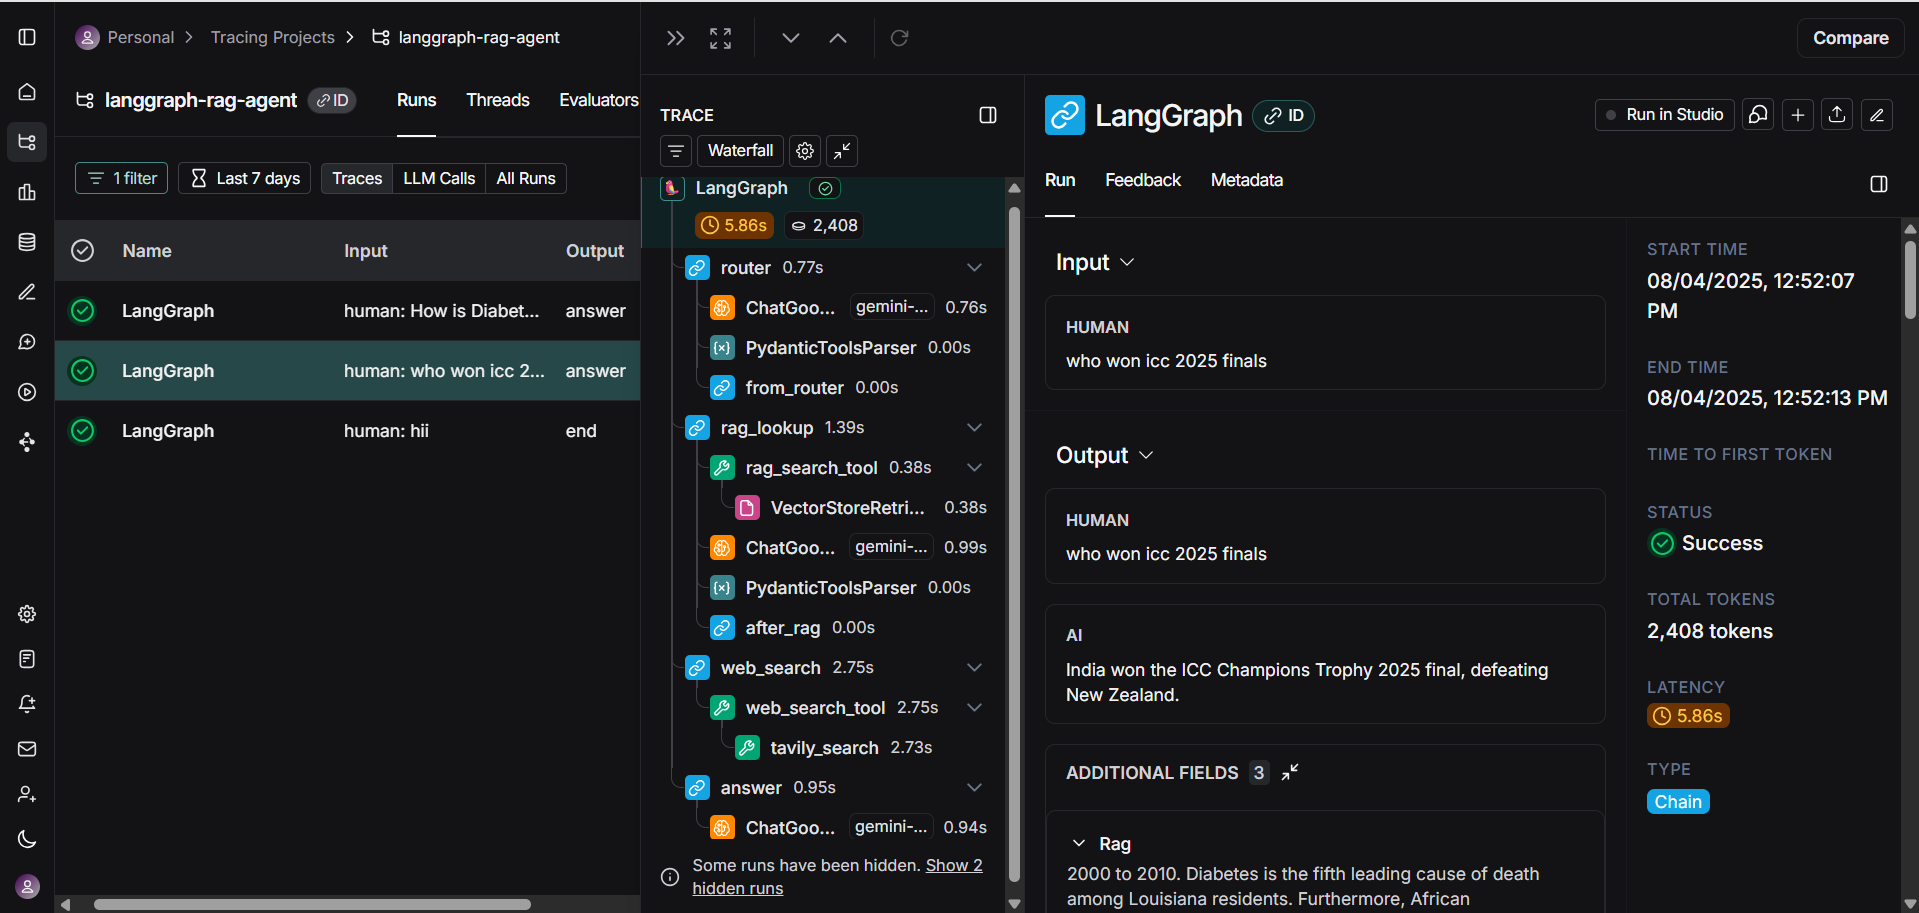 Personal > Tracing Projects > langgraph-rag-agent
langgraph-rag-agent ID
Runs Threads Evaluators
1 filter Last 7 days Traces LLM Calls All Runs
Name Input Output
LangGraph human: How is Diabet... answer
LangGraph human: who won icc 2... answer
LangGraph human: hii end
Compare
TRACE
Waterfall
LangGraph
5.86s 2,408
router 0.77s
ChatGoo... gemini-... 0.76s
PydanticToolsParser 0.00s
from_router 0.00s
rag_lookup 1.39s
rag_search_tool 0.38s
VectorStoreRetri... 0.38s
ChatGoo... gemini-... 0.99s
PydanticToolsParser 0.00s
after_rag 0.00s
web_search 2.75s
web_search_tool 2.75s
tavily_search 2.73s
answer 0.95s
ChatGoo... gemini-... 0.94s
Some runs have been hidden. Show 2
hidden runs
LangGraph ID
Run in Studio
Run Feedback Metadata
Input
HUMAN
who won icc 2025 finals
Output
HUMAN
who won icc 2025 finals
AI
India won the ICC Champions Trophy 2025 final, defeating
New Zealand.
ADDITIONAL FIELDS 3
Rag
2000 to 2010. Diabetes is the fifth leading cause of death
among Louisiana residents. Furthermore, African
START TIME
08/04/2025, 12:52:07
PM
END TIME
08/04/2025, 12:52:13 PM
TIME TO FIRST TOKEN
STATUS
Success
TOTAL TOKENS
2,408 tokens
LATENCY
5.86s
TYPE
Chain